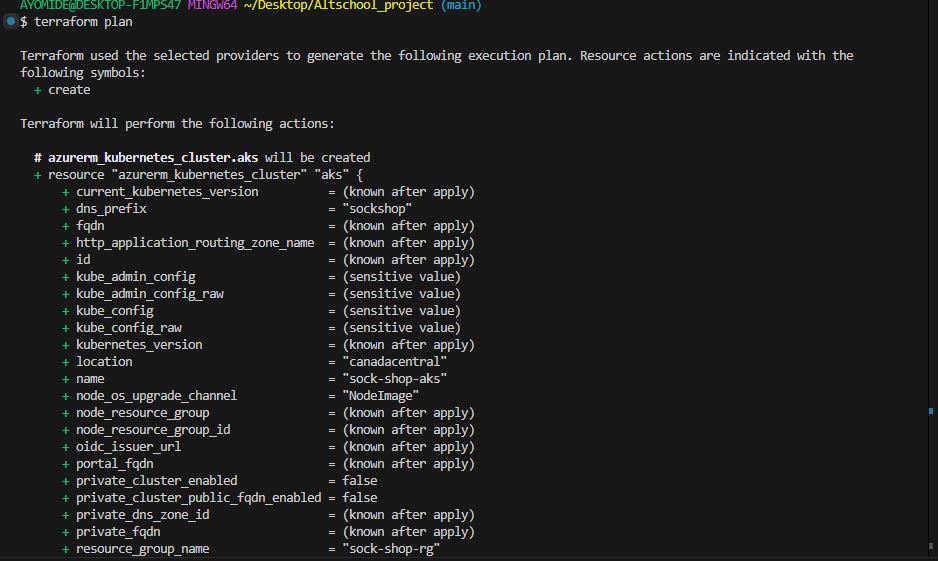 AYOMIDE@DESKTOP-F1MPS47 MINGW64 ~/Desktop/Altschool_project (main)
$ terraform plan
Terraform used the selected providers to generate the following execution plan. Resource actions are indicated with the
following symbols:
+ create
Terraform will perform the following actions:
# azurerm_kubernetes_cluster.aks will be created
+ resource "azurerm_kubernetes_cluster" "aks" {
+ current_kubernetes_version = (known after apply)
+ dns_prefix = "sockshop"
+ fqdn = (known after apply)
+ http_application_routing_zone_name = (known after apply)
+ id = (known after apply)
+ kube_admin_config = (sensitive value)
+ kube_admin_config_raw = (sensitive value)
+ kube_config = (sensitive value)
+ kube_config_raw = (sensitive value)
+ kubernetes_version = (known after apply)
+ location = "canadacentral"
+ name = "sock-shop-aks"
+ node_os_upgrade_channel = "NodeImage"
+ node_resource_group = (known after apply)
+ node_resource_group_id = (known after apply)
+ oidc_issuer_url = (known after apply)
+ portal_fqdn = (known after apply)
+ private_cluster_enabled = false
+ private_cluster_public_fqdn_enabled = false
+ private_dns_zone_id = (known after apply)
+ private_fqdn = (known after apply)
+ resource_group_name = "sock-shop-rg"